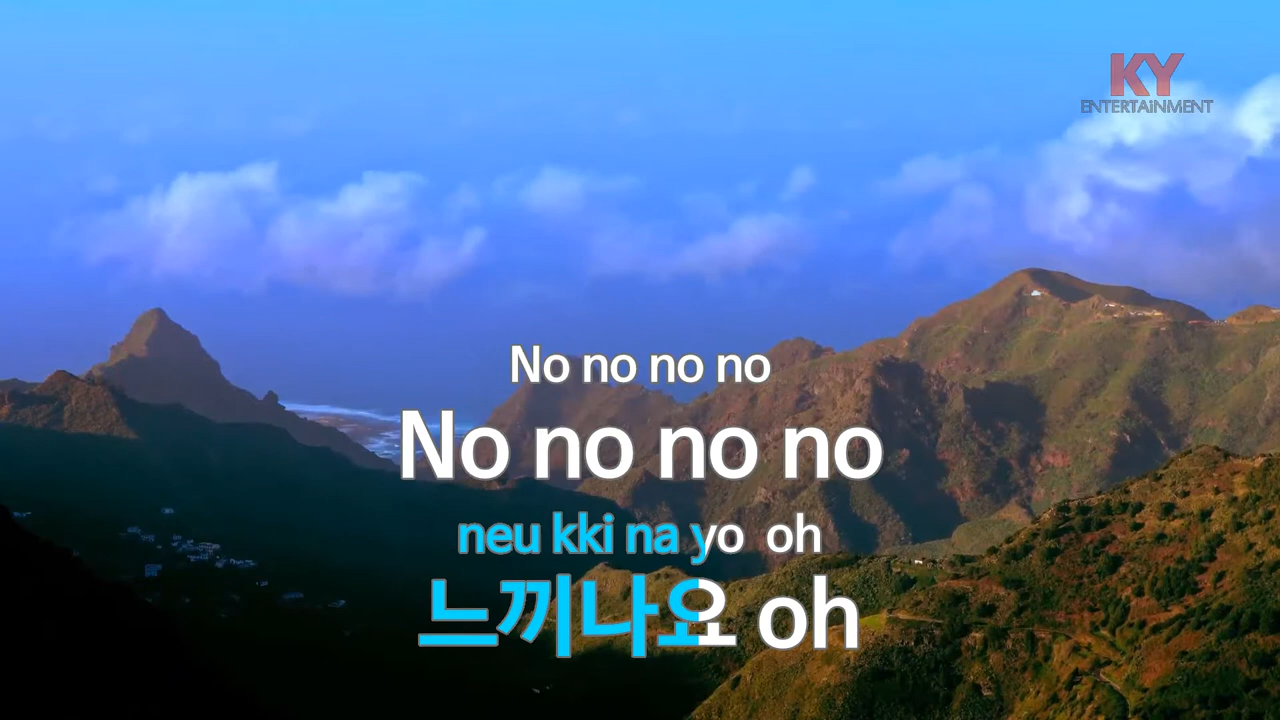 KY
ENTERTAiNMENT
No no no no
No no no no
neu kki na yo oh
느끼나요 oh